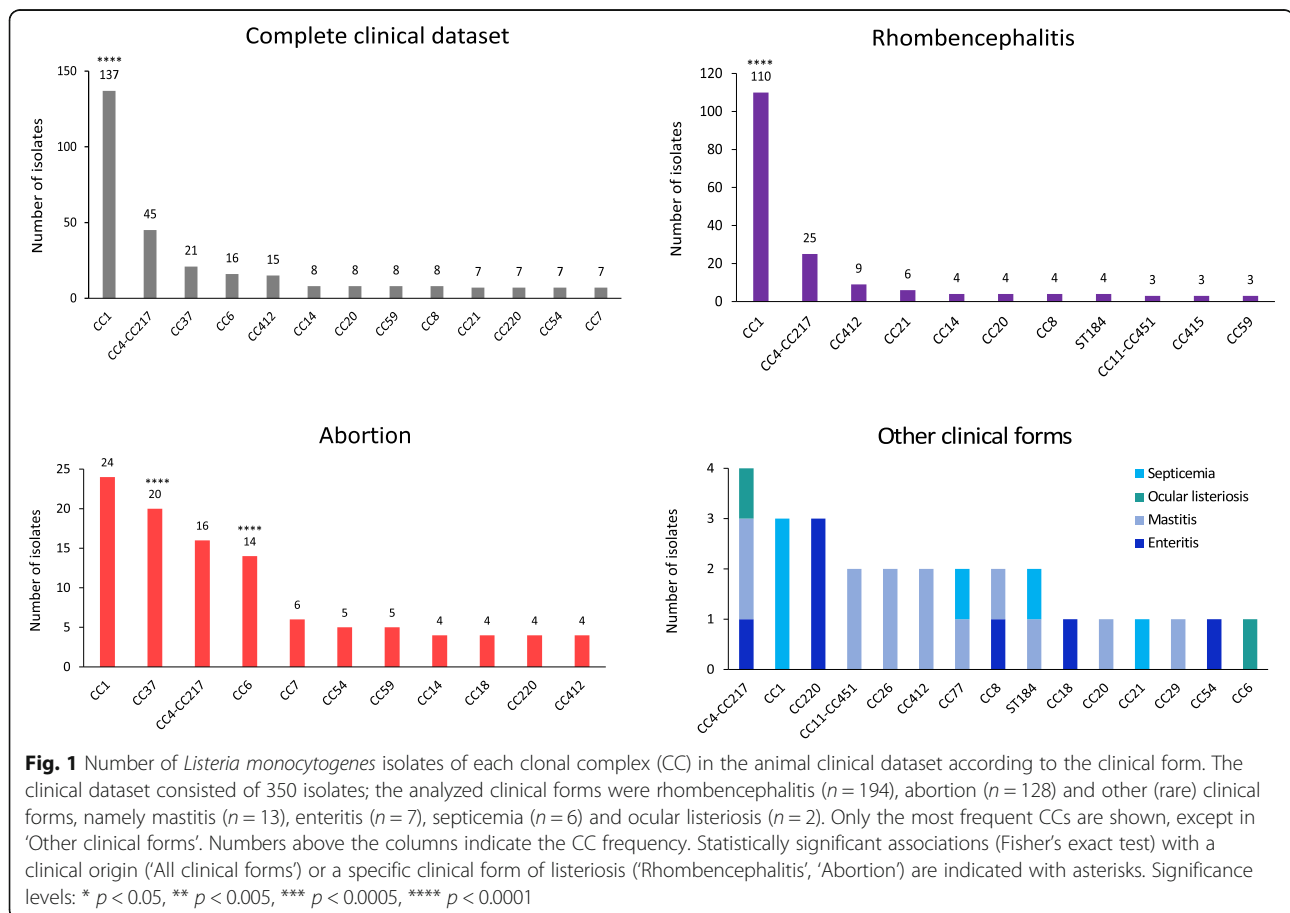 Complete clinical dataset
Number of isolates
150
100
50
0
****
137
45
21
16
15
8
8
8
8
7
7
7
7
CC1
CC4-CC217
CC37
CC6
CC412
CC14
CC20
CC59
CC8
CC21
CC220
CC54
CC7
Rhombencephalitis
Number of isolates
120
100
80
60
40
20
0
****
110
25
9
6
4
4
4
4
3
3
3
CC1
CC4-CC217
CC412
CC21
CC14
CC20
CC8
ST184
CC11-CC451
CC415
CC59
Abortion
Number of isolates
25
20
15
10
5
0
24
****
20
16
****
14
6
5
5
4
4
4
4
CC1
CC37
CC4-CC217
CC6
CC7
CC54
CC59
CC14
CC18
CC220
CC412
Other clinical forms
Number of isolates
4
3
2
1
0
Septicemia
Ocular listeriosis
Mastitis
Enteritis
CC4-CC217
CC1
CC220
CC11-CC451
CC26
CC412
CC77
CC8
ST184
CC18
CC20
CC21
CC29
CC54
CC6
Fig. 1 Number of Listeria monocytogenes isolates of each clonal complex (CC) in the animal clinical dataset according to the clinical form. The
clinical dataset consisted of 350 isolates; the analyzed clinical forms were rhombencephalitis (n = 194), abortion (n = 128) and other (rare) clinical
forms, namely mastitis (n = 13), enteritis (n = 7), septicemia (n = 6) and ocular listeriosis (n = 2). Only the most frequent CCs are shown, except in
‘Other clinical forms’. Numbers above the columns indicate the CC frequency. Statistically significant associations (Fisher’s exact test) with a
clinical origin (‘All clinical forms’) or a specific clinical form of listeriosis (‘Rhombencephalitis’, ‘Abortion’) are indicated with asterisks. Significance
levels: * p < 0.05, ** p < 0.005, *** p < 0.0005, **** p < 0.0001